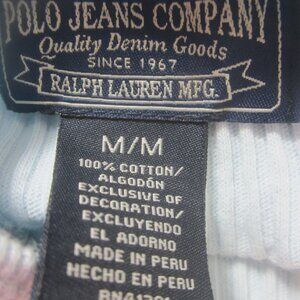 POLO JEANS COMPANY
Quality Denim Goods
SINCE 1967
RALPH LAUREN MFG.
M/M
100% COTTON/
ALGODÓN
EXCLUSIVE OF
DECORATION/
EXCLUYENDO
EL ADORNO
MADE IN PERU
HECHO EN PERU